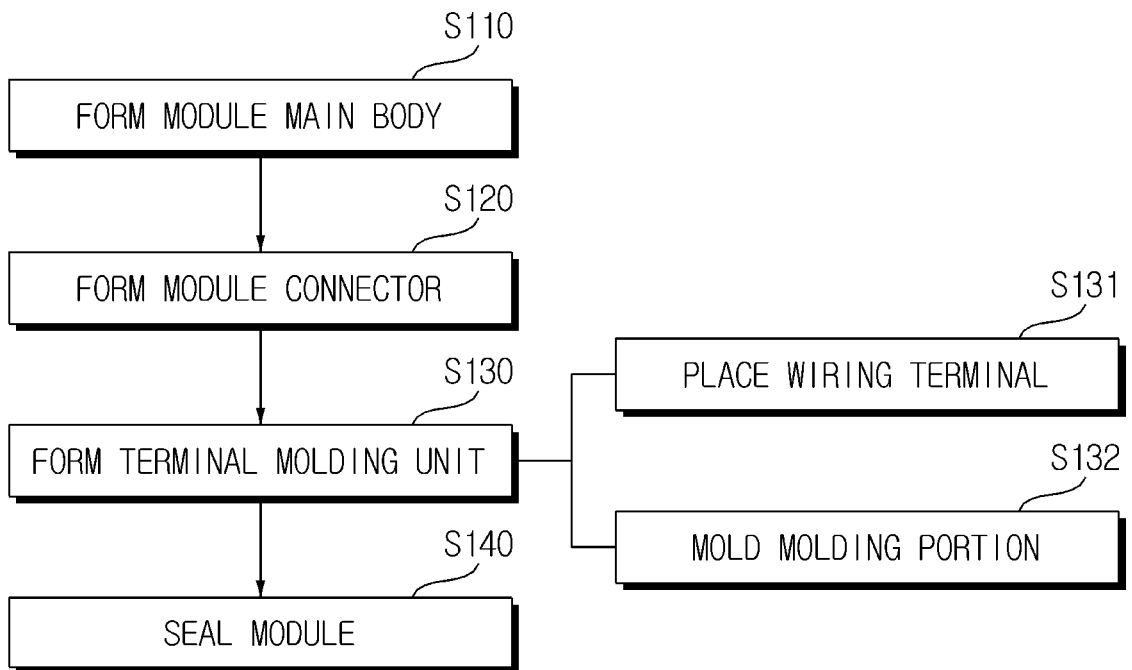 S110
FORM MODULE MAIN BODY
S120
FORM MODULE CONNECTOR
S130
FORM TERMINAL MOLDING UNIT
S131
PLACE WIRING TERMINAL
S132
MOLD MOLDING PORTION
S140
SEAL MODULE